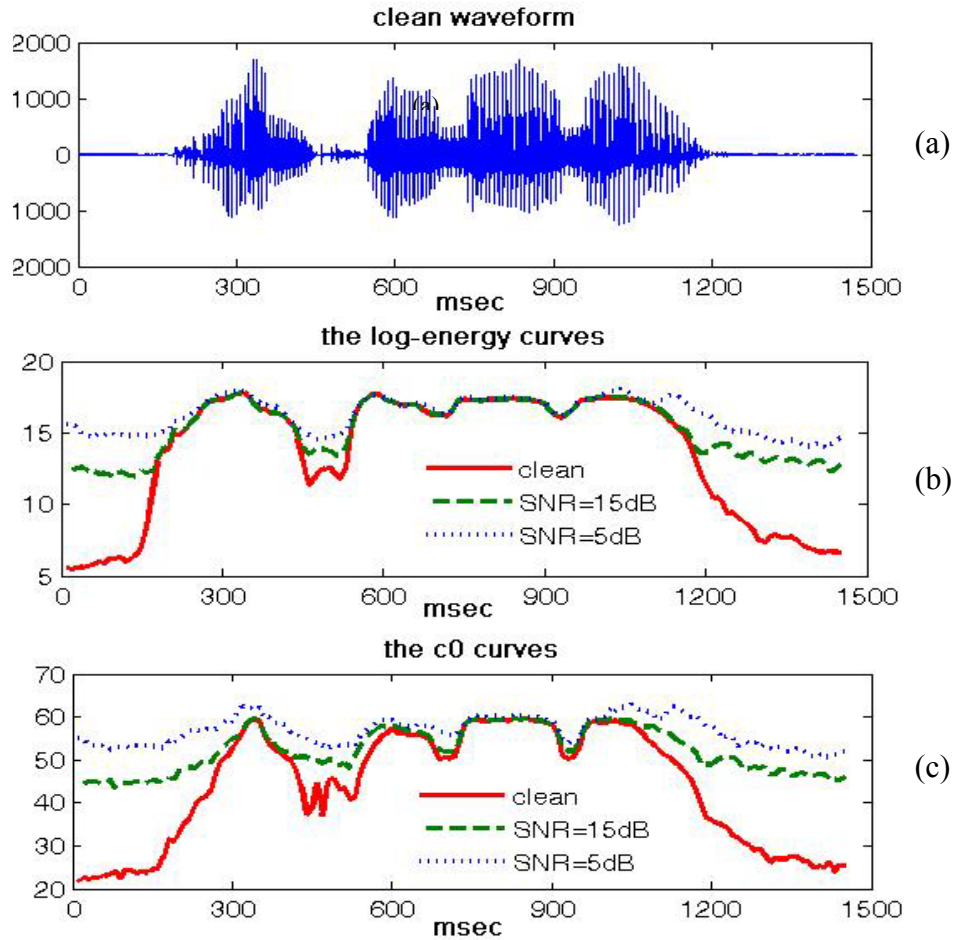 clean waveform
2000
1000
(a)
0
1000
2000
(a)
0 300 600 900 1200 1500
msec
the log-energy curves
20
15
10
5
clean
SNR=15dB
SNR=5dB
(b)
0 300 600 900 1200 1500
msec
the c0 curves
70
60
50
40
30
20
clean
SNR=15dB
SNR=5dB
(c)
0 300 600 900 1200 1500
msec